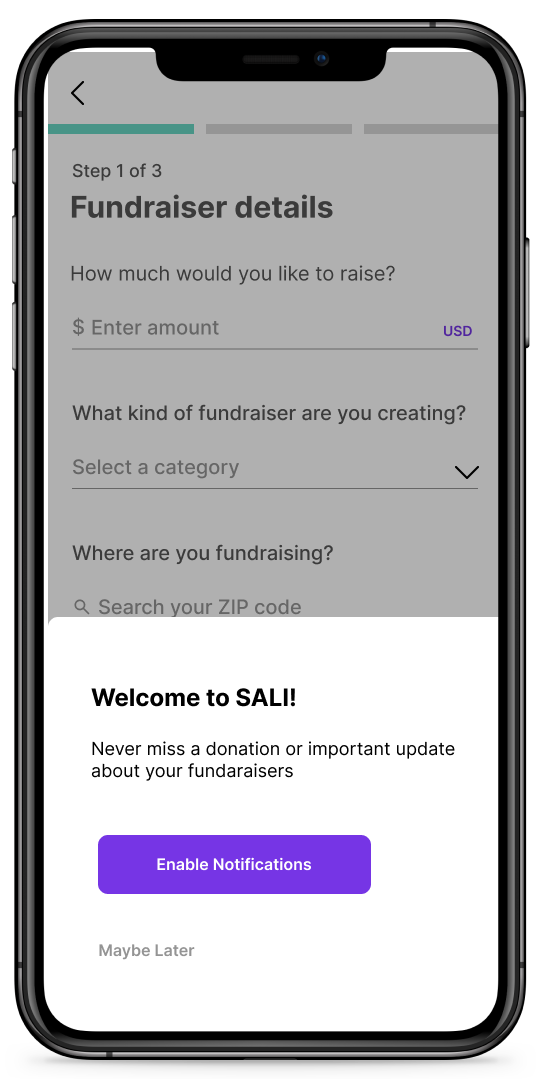 Step 1 of 3
Fundraiser details
How much would you like to raise?
$ Enter amount USD
What kind of fundraiser are you creating?
Select a category
Where are you fundraising?
Search your ZIP code
Welcome to SALI!
Never miss a donation or important update
about your fundaraisers
Enable Notifications
Maybe Later